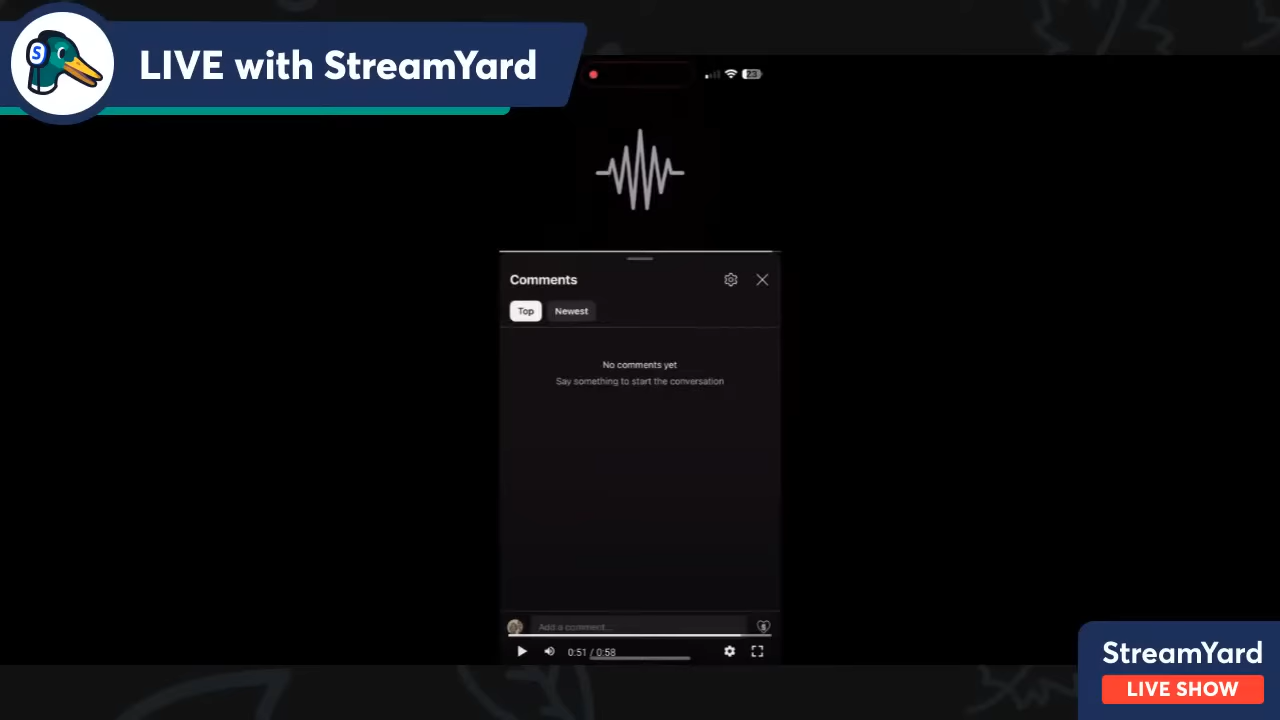 S
LIVE with StreamYard
23
Comments
Top
Newest
No comments yet
Say something to start the conversation
Add a comment...
0:51 / 0:58
StreamYard
LIVE SHOW